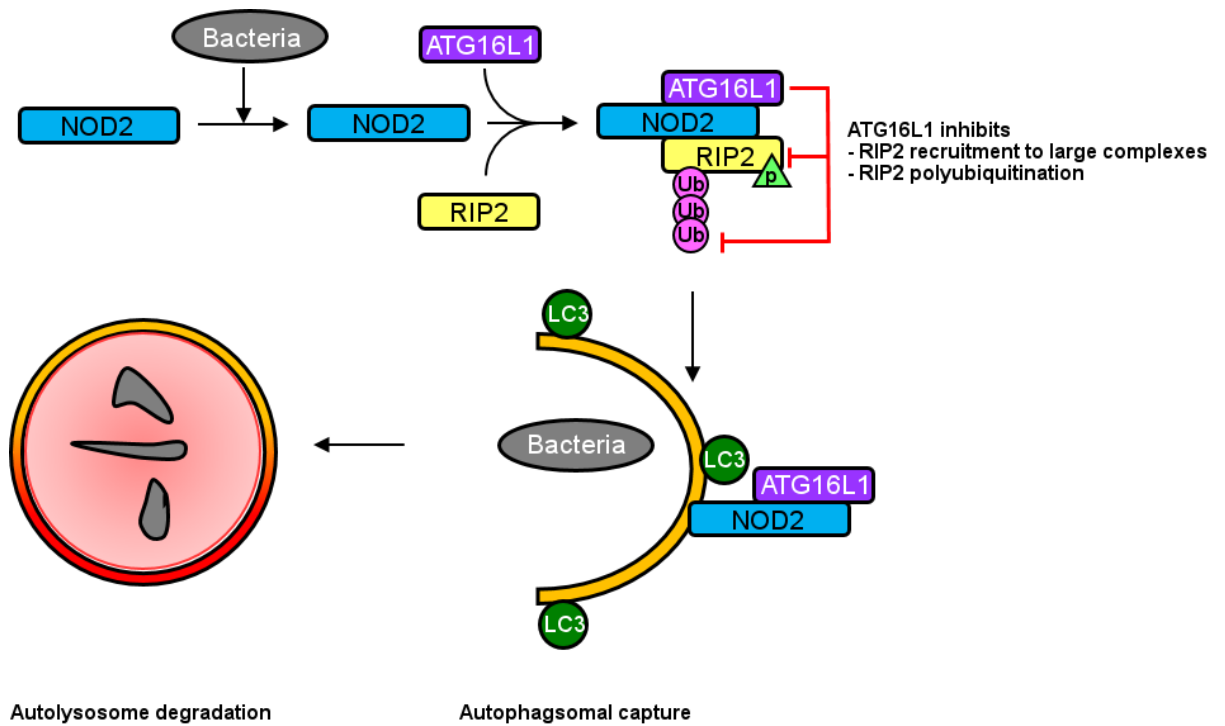 Bacteria
ATG16L1
NOD2
NOD2
RIP2
ATG16L1
NOD2
RIP2
p
Ub
Ub
Ub
ATG16L1 inhibits
- RIP2 recruitment to large complexes
- RIP2 polyubiquitination
LC3
Bacteria
LC3
ATG16L1
NOD2
LC3
Autolysosome degradation
Autophagsomal capture